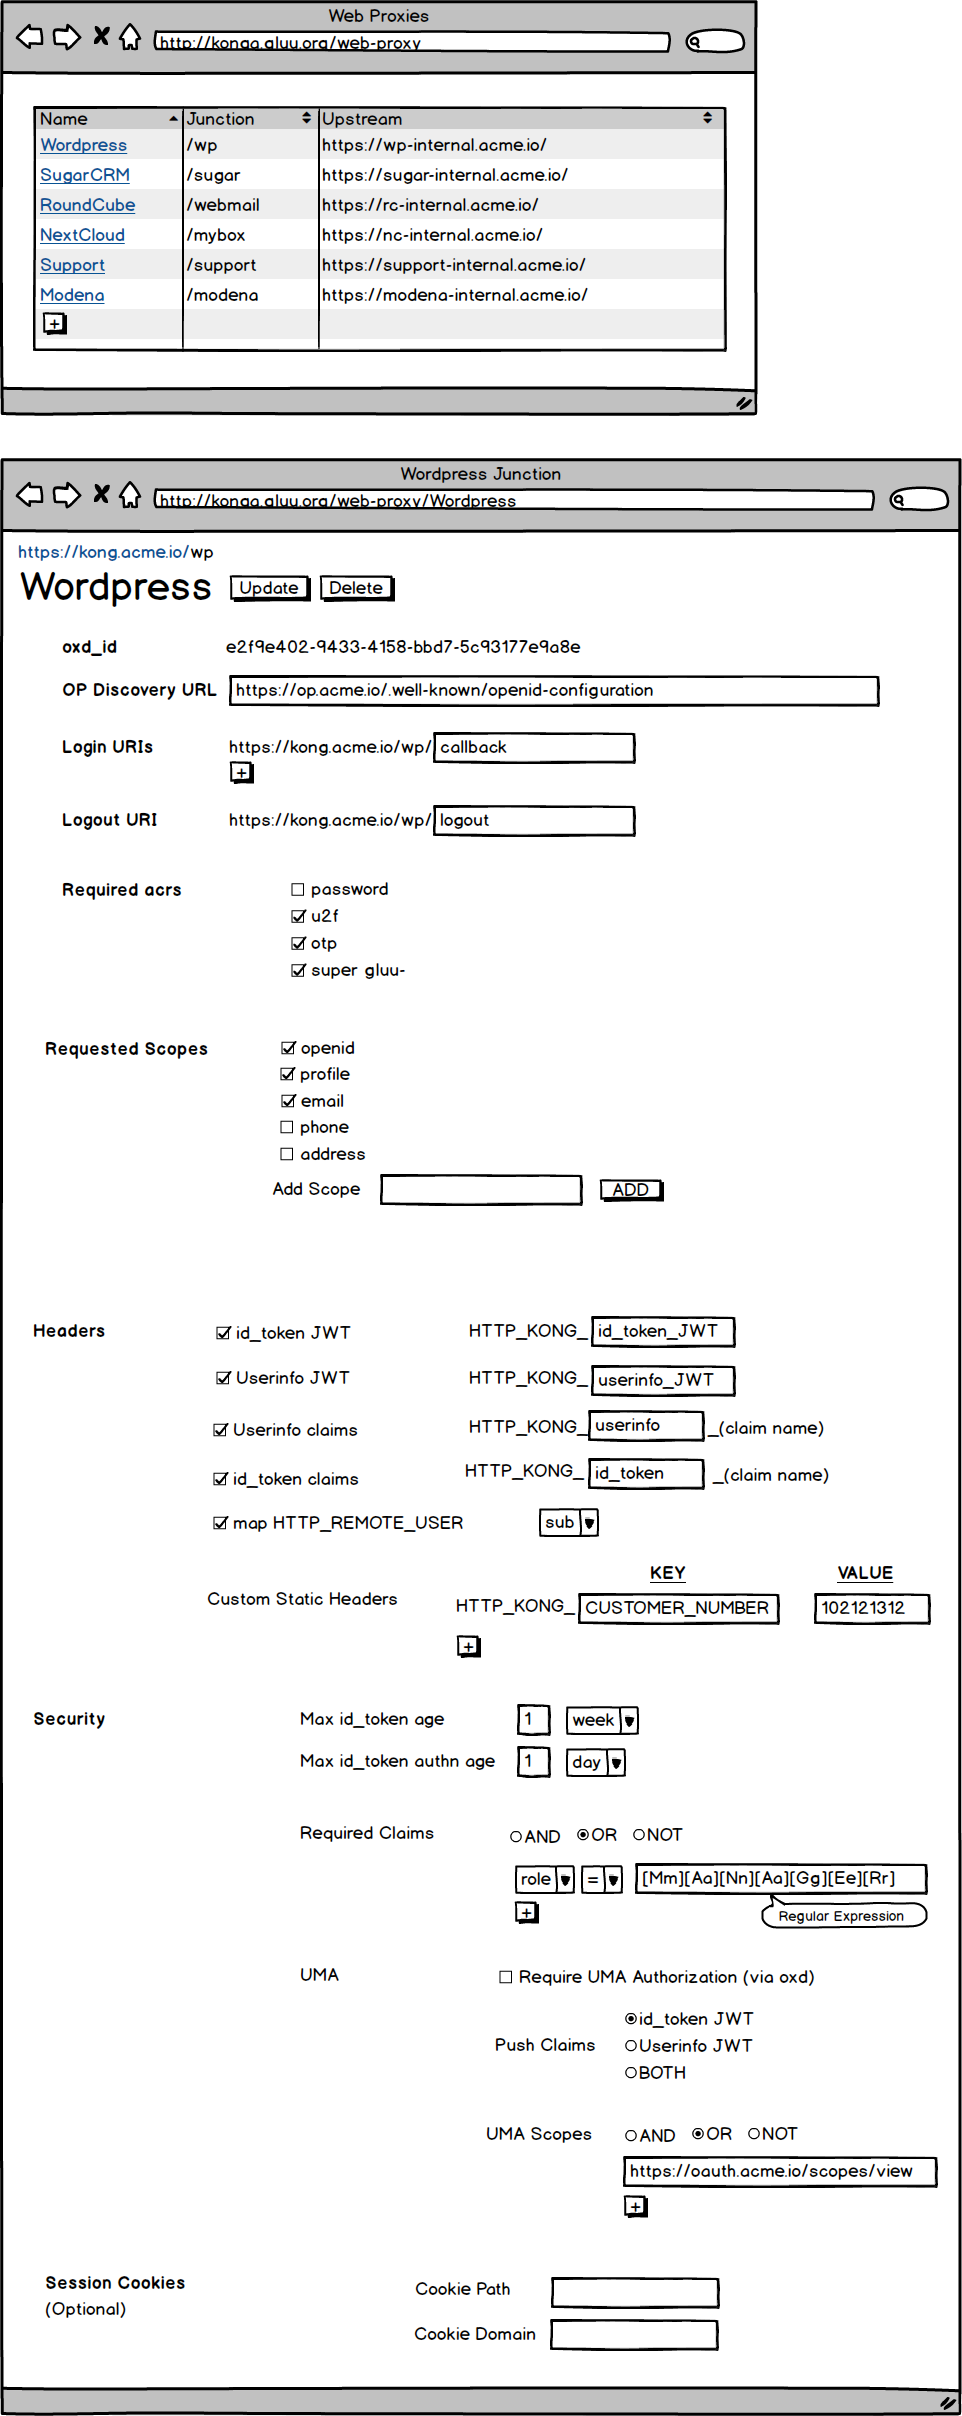 Web Proxies
http://konga.gluu.org/web-proxy
Name Junction Upstream
Wordpress /wp https://wp-internal.acme.io/
SugarCRM /sugar https://sugar-internal.acme.io/
RoundCube /webmail https://rc-internal.acme.io/
NextCloud /mybox https://nc-internal.acme.io/
Support /support https://support-internal.acme.io/
Modena /modena https://modena-internal.acme.io/
+
Wordpress Junction
http://konga.gluu.org/web-proxy/Wordpress
https://kong.acme.io/wp
Wordpress Update Delete
oxd_id e2f9e402-9433-4158-bbd7-5c93177e9a8e
OP Discovery URL https://op.acme.io/.well-known/openid-configuration
Login URIs https://kong.acme.io/wp/ callback
+
Logout URI https://kong.acme.io/wp/ logout
Required acrs password
u2f
otp
super gluu-
Requested Scopes openid
profile
email
phone
address
Add Scope ADD
Headers id_token JWT HTTP_KONG_ id_token_JWT
Userinfo JWT HTTP_KONG_ userinfo_JWT
Userinfo claims HTTP_KONG_ userinfo _(claim name)
id_token claims HTTP_KONG_ id_token _(claim name)
map HTTP_REMOTE_USER sub
KEY VALUE
Custom Static Headers HTTP_KONG_ CUSTOMER_NUMBER 102121312
+
Security Max id_token age 1 week
Max id_token authn age 1 day
Required Claims AND OR NOT
role = [Mm][Aa][Nn][Aa][Gg][Ee][Rr]
+
Regular Expression
UMA Require UMA Authorization (via oxd)
id_token JWT
Push Claims Userinfo JWT
BOTH
UMA Scopes AND OR NOT
https://oauth.acme.io/scopes/view
+
Session Cookies Cookie Path
(Optional)
Cookie Domain